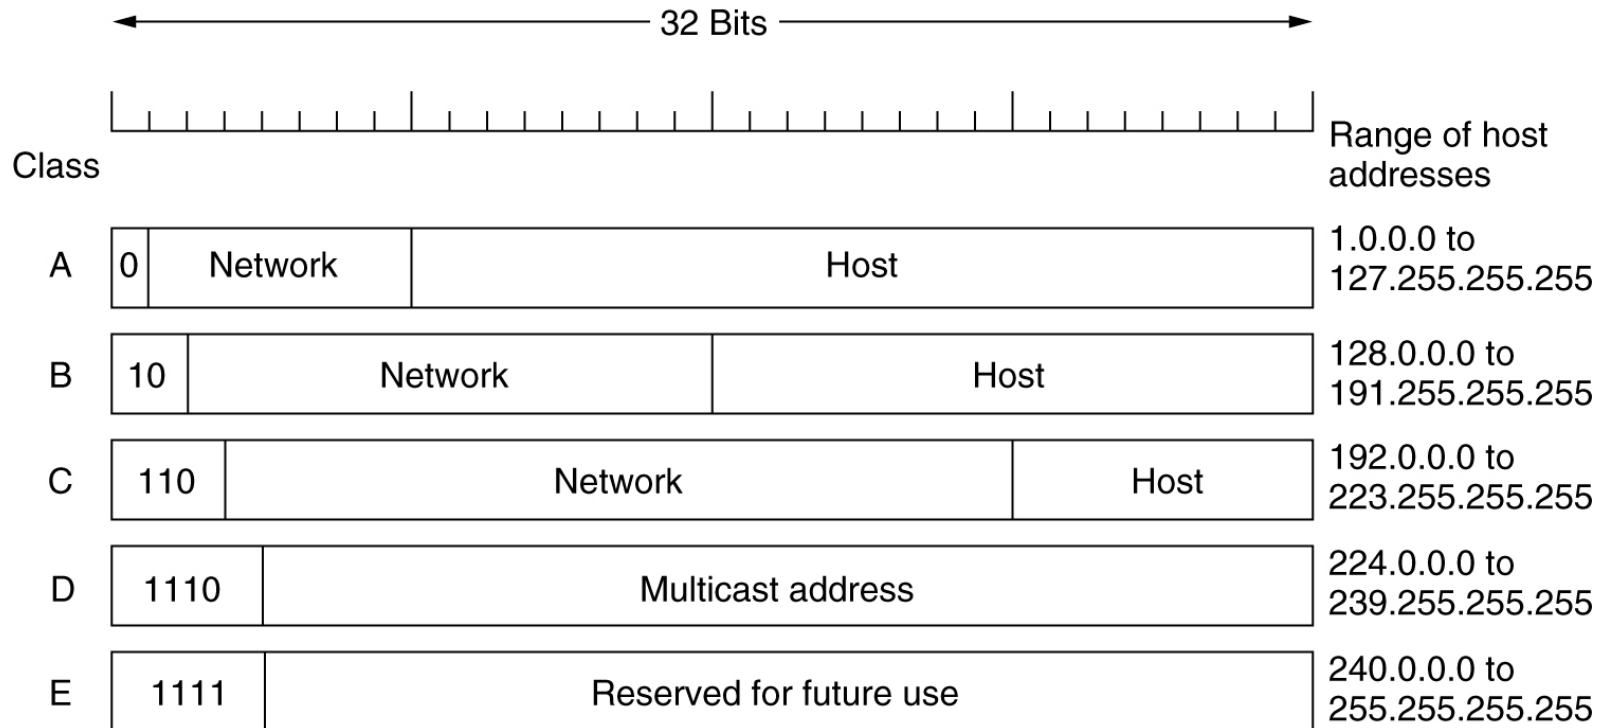 32 Bits
Range of host
addresses
Class
A 0 Network Host 1.0.0.0 to
127.255.255.255
B 10 Network Host 128.0.0.0 to
191.255.255.255
C 110 Network Host 192.0.0.0 to
223.255.255.255
D 1110 Multicast address 224.0.0.0 to
239.255.255.255
E 1111 Reserved for future use 240.0.0.0 to
255.255.255.255